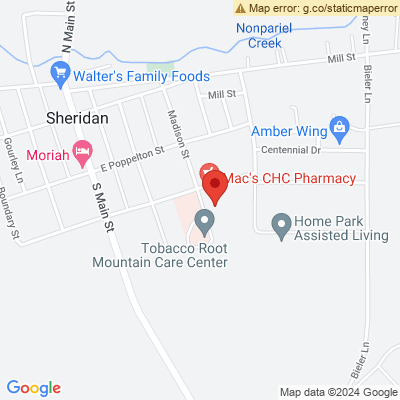 Map error: g.co/staticmaperror
N Main St
Nonpariel
Creek
Mill St
Walter's Family Foods
Mill St
Bieler Ln
Sheridan
Madison St
Amber Wing
Gourley Ln
Moriah
E Poppelton St
Centennial Dr
Mac's CHC Pharmacy
Boundary St
S Main St
Home Park
Assisted Living
Tobacco Root
Mountain Care Center
Bieler Ln
Google
Map data ©2024 Google